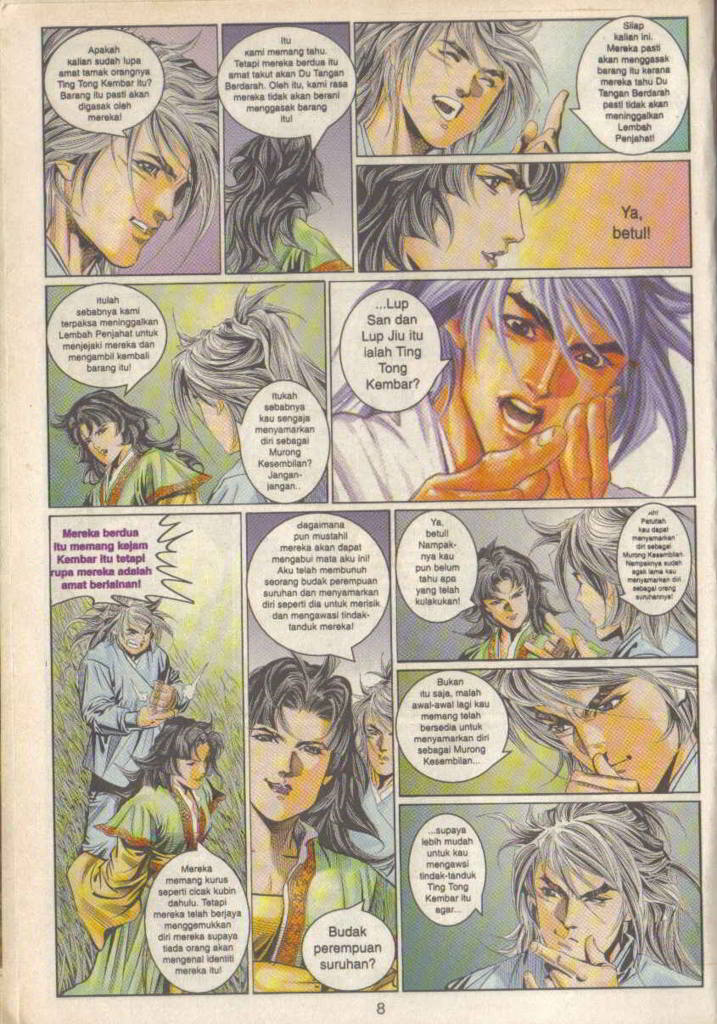 Apakah
kalian sudah lupa
amat tamak orangnya
Ting Tong Kembar itu?
Barang itu pasti akan
digasak oleh
mereka!
Itu
kami memang tahu.
Tetapi mereka berdua itu
amat takut akan Du Tangan
Berdarah. Oleh itu, kami rasa
mereka tidak akan berani
menggasak barang
itu!
Silap
kalian ini.
Mereka pasti
akan menggasak
barang itu kerana
mereka tahu Du
Tangan Berdarah
pasti tidak akan
meninggalkan
Lembah
Penjahat!
Ya,
betul!
Itulah
sebabnya kami
terpaksa meninggalkan
Lembah Penjahat untuk
menjejaki mereka dan
mengambil kembali
barang itu!
Itukah
sebabnya
kau sengaja
menyamarkan
diri sebagai
Murong
Kesembilan?
Jangan-
jangan..
...Lup
San dan
Lup Jiu itu
ialah Ting
Tong
Kembar?
Mereka berdua
itu memang kejam
Kembar itu tetapi
rupa mereka adalah
amat berlainan!
Mereka
memang kurus
seperti cicak kubin
dahulu. Tetapi
mereka telah berjaya
menggemukkan
diri mereka supaya
tiada orang akan
mengenal identiti
mereka itu!
Bagaimana
pun mustahil
mereka akan dapat
mengabui mata aku ini!
Aku telah membunuh
seorang budak perempuan
suruhan dan menyamarkan
diri seperti dia untuk merisik
dan mengawasi tindak-
tanduk mereka!
Budak
perempuan
suruhan?
Ya,
betul!
Nampak-
nya kau
pun belum
tahu apa
yang telah
kulakukan!
Ah!
Patutlah
kau dapat
menyamarkan
diri sebagai
Murong Kesembilan.
Nampaknya sudah
agak lama kau
menyamarkan diri
sebagai orang
suruhannya!
Bukan
itu saja, malah
awal-awal lagi kau
memang telah
bersedia untuk
menyamarkan diri
sebagai Murong
Kesembilan...
...supaya
lebih mudah
untuk kau
mengawsi
tindak-tanduk
Ting Tong
Kembar itu
agar...
8